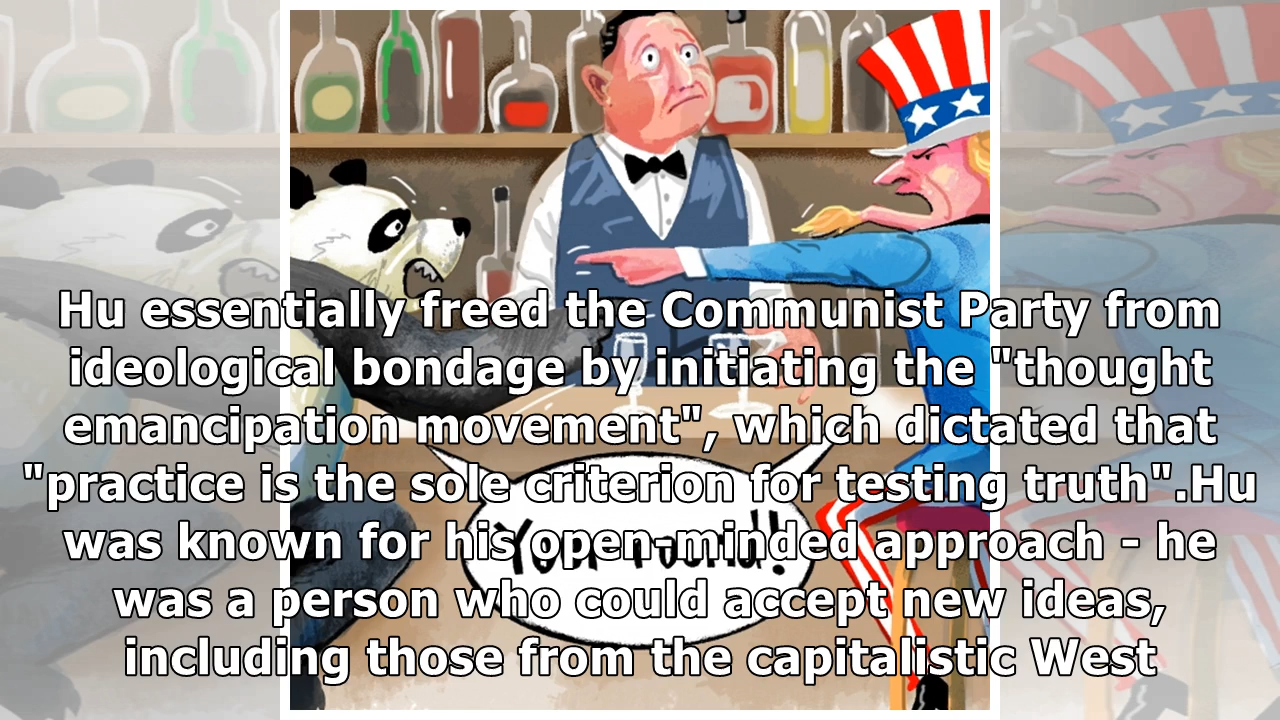 Hu essentially freed the Communist Party from
ideological bondage by initiating the "thought
emancipation movement", which dictated that
"practice is the sole criterion for testing truth".Hu
was known for his open-minded approach - he
was a person who could accept new ideas,
including those from the capitalistic West
Your round!